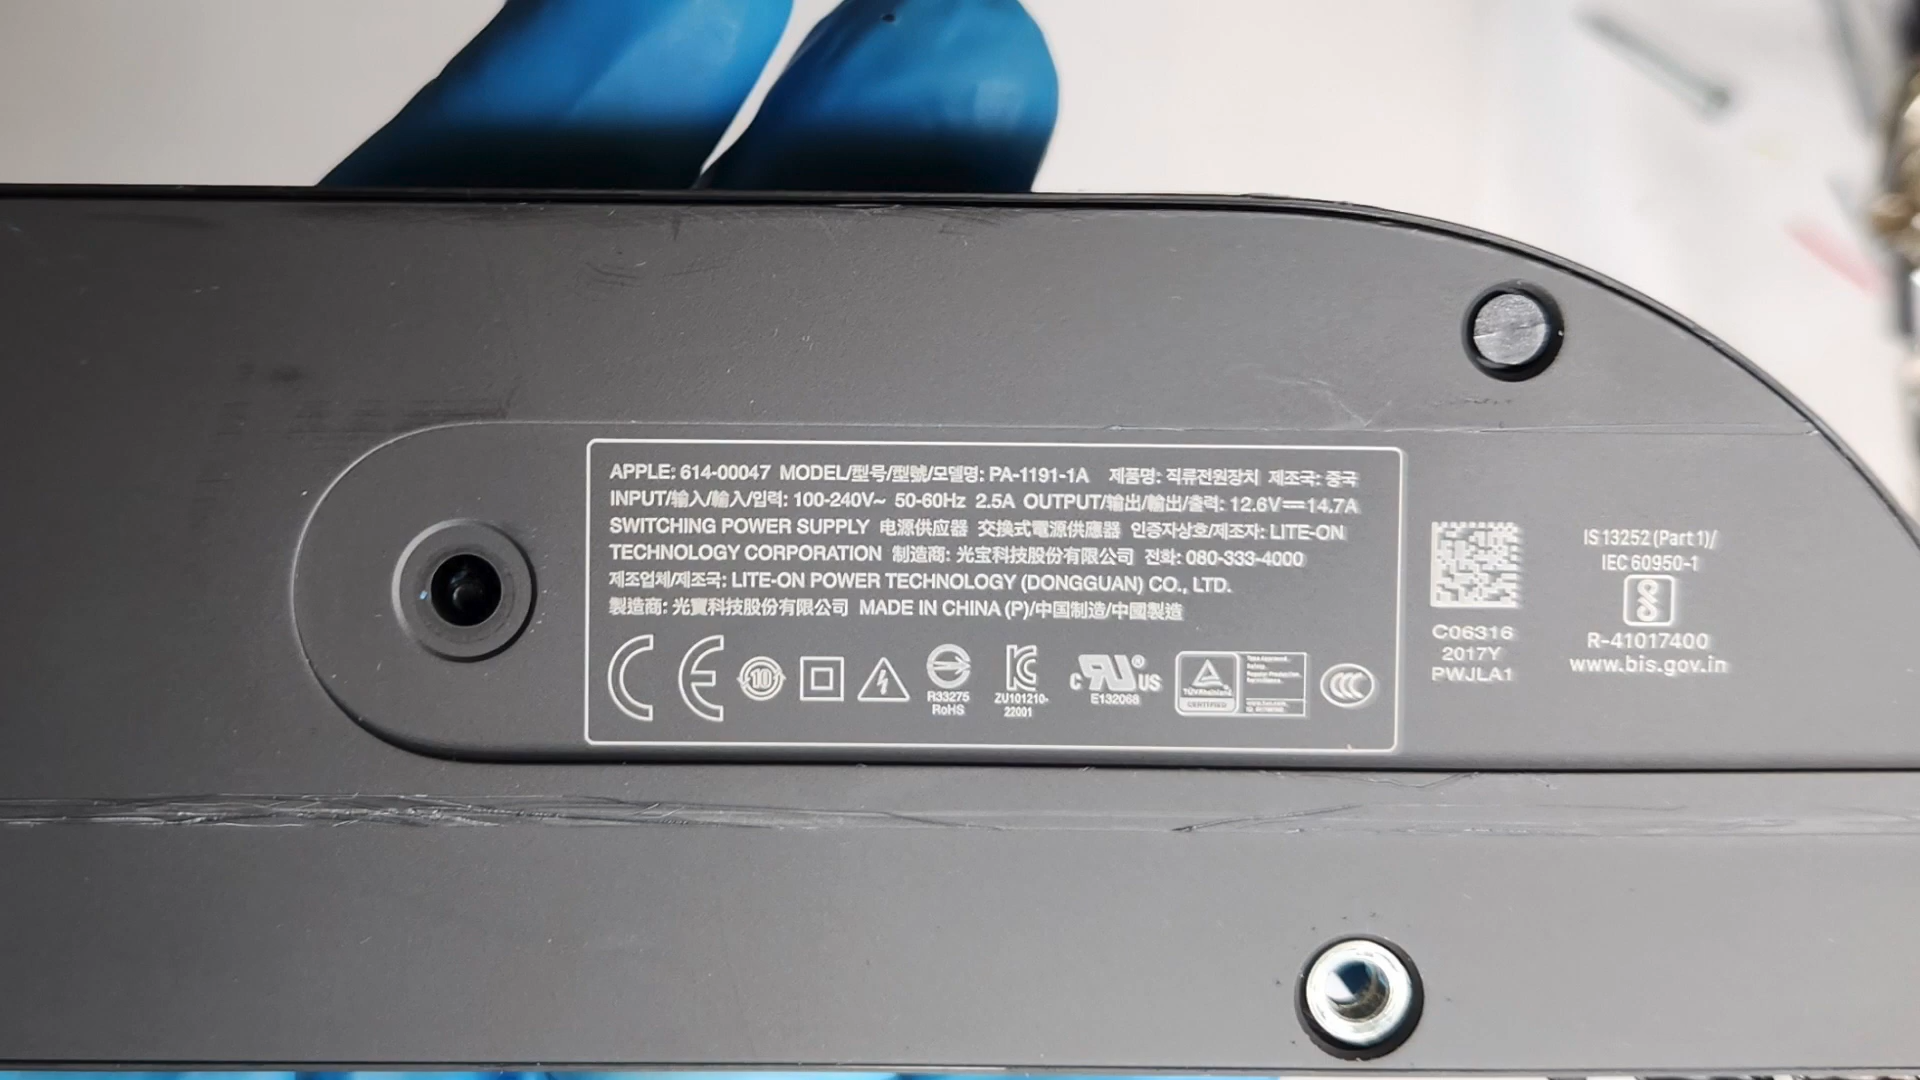 APPLE: 614-00047 MODEL/型号/型號/모델명: PA-1191-1A 제품명: 직류전원장치 제조국: 중국
INPUT/输入/輸入/입력: 100-240V~ 50-60Hz 2.5A OUTPUT/输出/輸出/출력: 12.6V⎓14.7A
SWITCHING POWER SUPPLY 电源供应器 交換式電源供應器 인증자상호/제조자: LITE-ON
TECHNOLOGY CORPORATION 制造商: 光宝科技股份有限公司 전화: 080-333-4000
제조업체/제조국: LITE-ON POWER TECHNOLOGY (DONGGUAN) CO., LTD.
製造商: 光寶科技股份有限公司 MADE IN CHINA (P)/中国制造/中國製造
CE
10
R33275
RoHS
ZU101210-
22001
c RU ® US
E132068
TÜVRheinland
CERTIFIED
CCC
C06316
2017Y
PWJLA1
IS 13252 (Part 1)/
IEC 60950-1
R-41017400
www.bis.gov.in